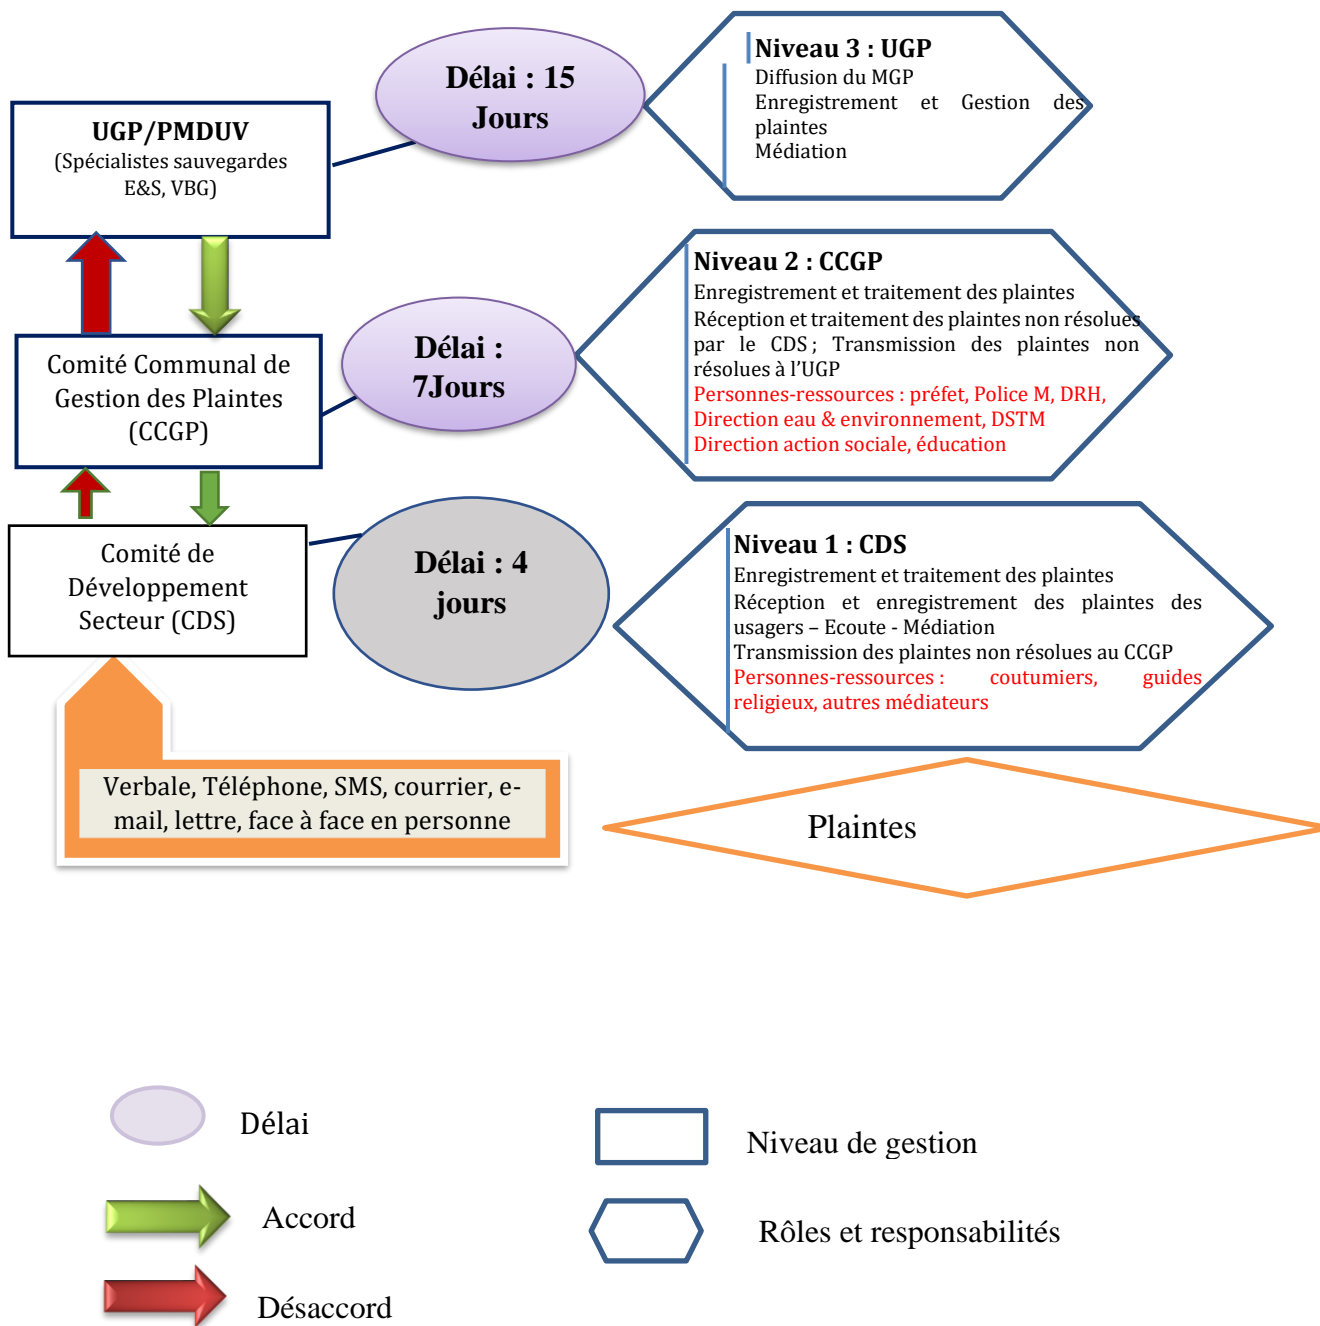 Délai : 15
Jours
Niveau 3 : UGP
Diffusion du MGP
Enregistrement et Gestion des
plaintes
Médiation
UGP/PMDUV
(Spécialistes sauvegardes
E&S, VBG)
Niveau 2 : CCGP
Enregistrement et traitement des plaintes
Réception et traitement des plaintes non résolues
par le CDS ; Transmission des plaintes non
résolues à l’UGP
Personnes-ressources : préfet, Police M, DRH,
Direction eau & environnement, DSTM
Direction action sociale, éducation
Délai :
7Jours
Comité Communal de
Gestion des Plaintes
(CCGP)
Délai : 4
jours
Niveau 1 : CDS
Enregistrement et traitement des plaintes
Réception et enregistrement des plaintes des
usagers – Ecoute - Médiation
Transmission des plaintes non résolues au CCGP
Personnes-ressources : coutumiers, guides
religieux, autres médiateurs
Comité de
Développement
Secteur (CDS)
Verbale, Téléphone, SMS, courrier, e-
mail, lettre, face à face en personne
Plaintes
Délai
Niveau de gestion
Accord
Rôles et responsabilités
Désaccord